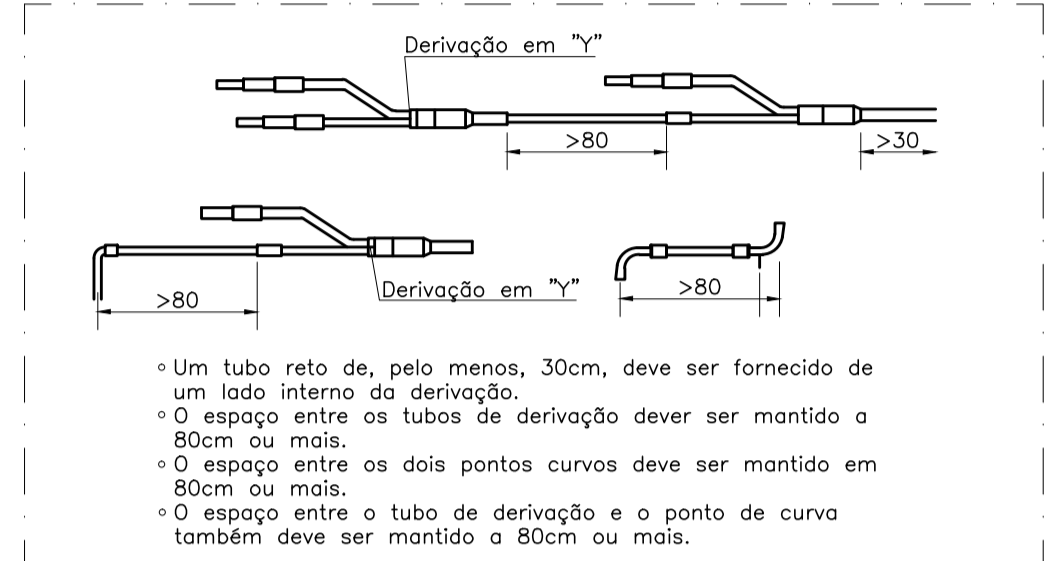 Derivação em "Y"
>80
>30
>80
Derivação em "Y"
>80
° Um tubo reto de, pelo menos, 30cm, deve ser fornecido de
um lado interno da derivação.
° O espaço entre os tubos de derivação dever ser mantido a
80cm ou mais.
° O espaço entre os dois pontos curvos deve ser mantido em
80cm ou mais.
° O espaço entre o tubo de derivação e o ponto de curva
também deve ser mantido a 80cm ou mais.